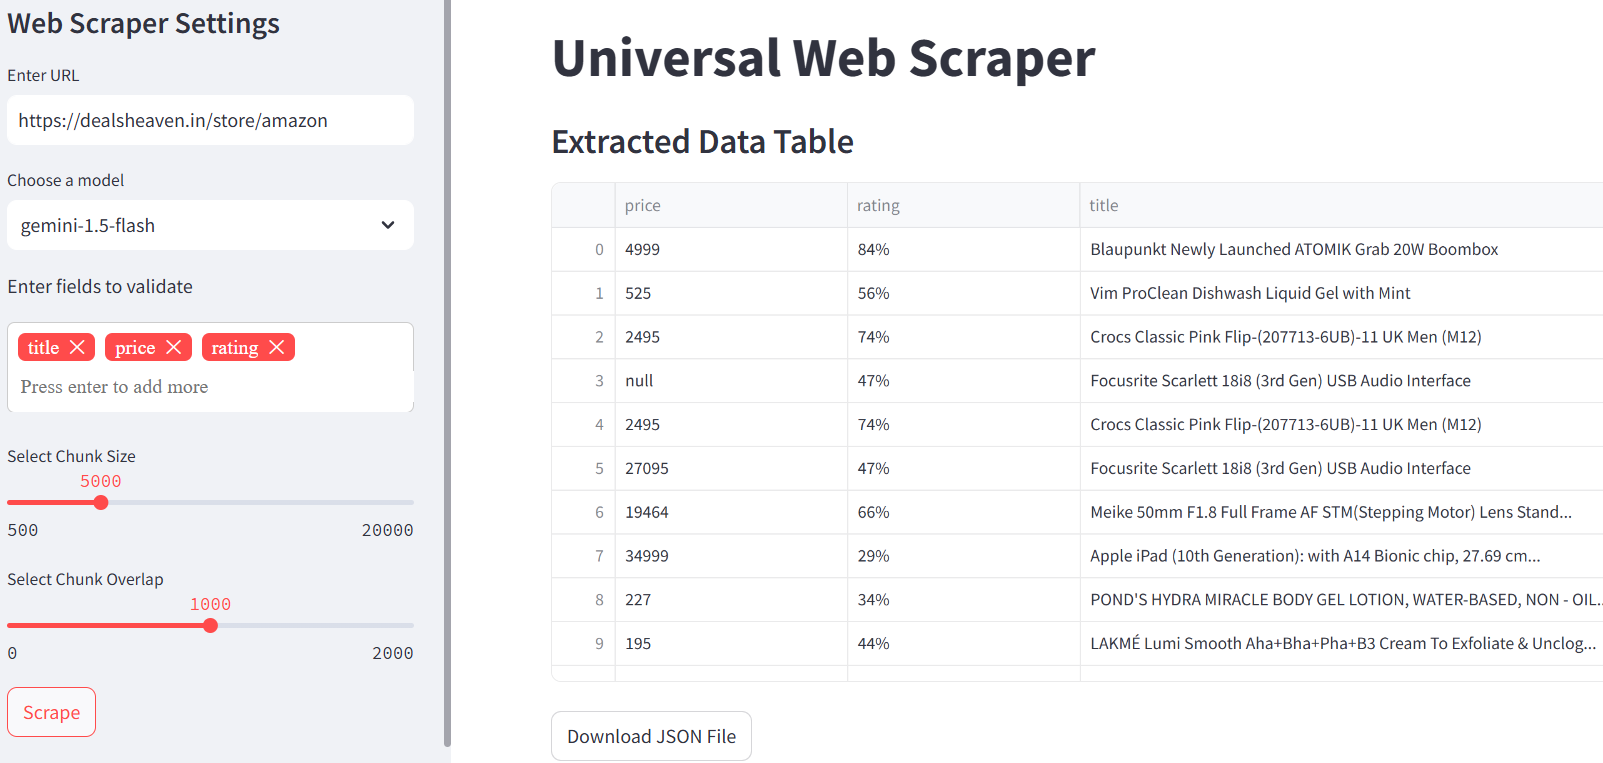 Web Scraper Settings
Enter URL
https://dealsheaven.in/store/amazon
Choose a model
gemini-1.5-flash
Enter fields to validate
title price rating
Press enter to add more
Select Chunk Size
5000
500 20000
Select Chunk Overlap
1000
0 2000
Scrape
Universal Web Scraper
Extracted Data Table
price rating title
0 4999 84% Blaupunkt Newly Launched ATOMIK Grab 20W Boombox
1 525 56% Vim ProClean Dishwash Liquid Gel with Mint
2 2495 74% Crocs Classic Pink Flip-(207713-6UB)-11 UK Men (M12)
3 null 47% Focusrite Scarlett 18i8 (3rd Gen) USB Audio Interface
4 2495 74% Crocs Classic Pink Flip-(207713-6UB)-11 UK Men (M12)
5 27095 47% Focusrite Scarlett 18i8 (3rd Gen) USB Audio Interface
6 19464 66% Meike 50mm F1.8 Full Frame AF STM(Stepping Motor) Lens Stand...
7 34999 29% Apple iPad (10th Generation): with A14 Bionic chip, 27.69 cm...
8 227 34% POND'S HYDRA MIRACLE BODY GEL LOTION, WATER-BASED, NON - OIL..
9 195 44% LAKMÉ Lumi Smooth Aha+Bha+Pha+B3 Cream To Exfoliate & Unclog...
Download JSON File